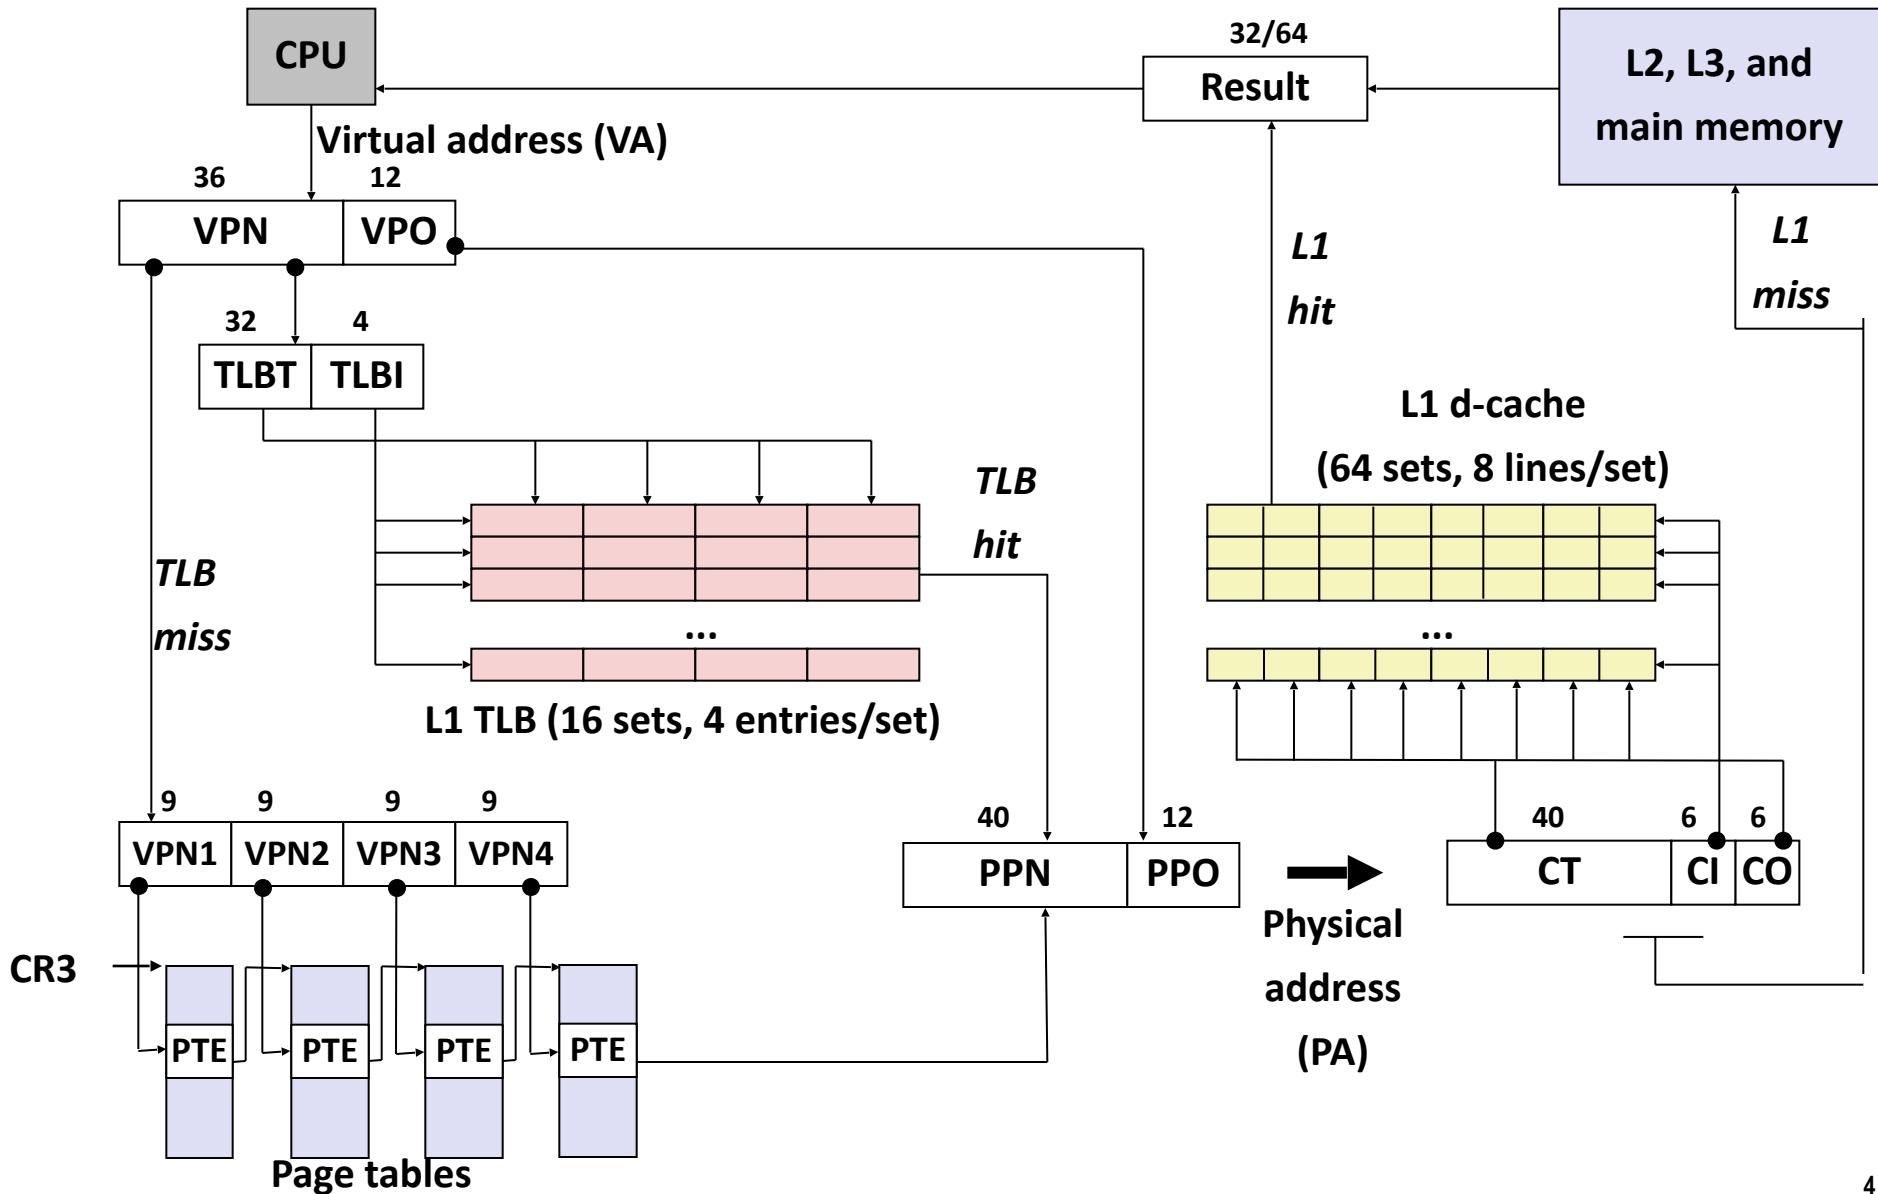 CPU
32/64
Result
L2, L3, and
main memory
Virtual address (VA)
36
12
VPN
VPO
L1
hit
L1
miss
32
4
TLBT
TLBI
L1 d-cache
(64 sets, 8 lines/set)
TLB
hit
TLB
miss
...
...
L1 TLB (16 sets, 4 entries/set)
9
9
9
9
VPN1
VPN2
VPN3
VPN4
40
12
PPN
PPO
40
6
6
CT
CI
CO
Physical
address
(PA)
CR3
PTE
PTE
PTE
PTE
Page tables
4